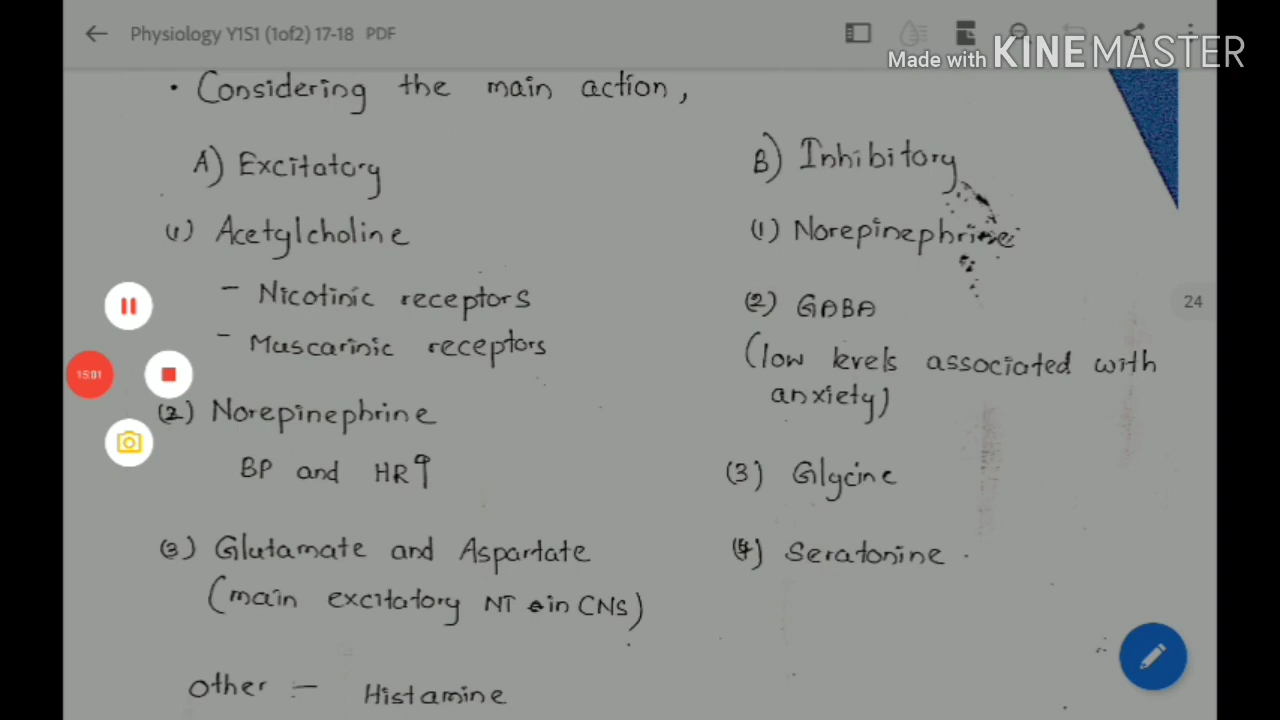 Physiology Y1S1 (1of2) 17-18 PDF
Made with KINEMASTER
• Considering the main action,
A) Excitatory
(1) Acetylcholine
- Nicotinic receptors
- Muscarinic receptors
(2) Norepinephrine
BP and HR↑
(3) Glutamate and Aspartate
(main excitatory NT in CNS)
Other :- Histamine
B) Inhibitory
(1) Norepinephrine
(2) GABA
(low levels associated with
anxiety)
(3) Glycine
(4) Seratonine
24
15:01